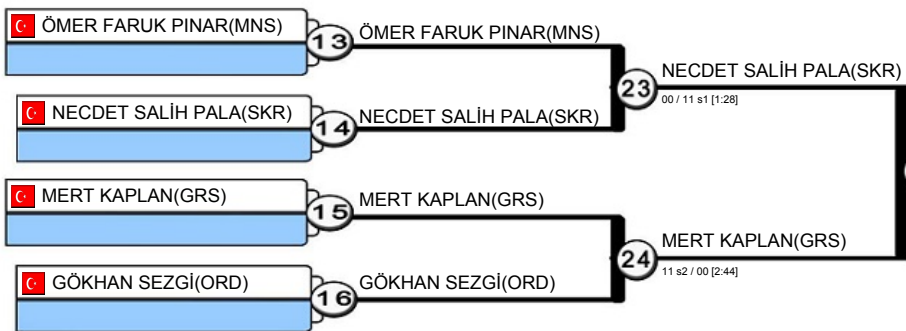 ÖMER FARUK PINAR(MNS)
13
ÖMER FARUK PINAR(MNS)
NECDET SALİH PALA(SKR)
14
NECDET SALİH PALA(SKR)
23
NECDET SALİH PALA(SKR)
00 / 11 s1 [1:28]
MERT KAPLAN(GRS)
15
MERT KAPLAN(GRS)
GÖKHAN SEZGİ(ORD)
16
GÖKHAN SEZGİ(ORD)
24
MERT KAPLAN(GRS)
11 s2 / 00 [2:44]